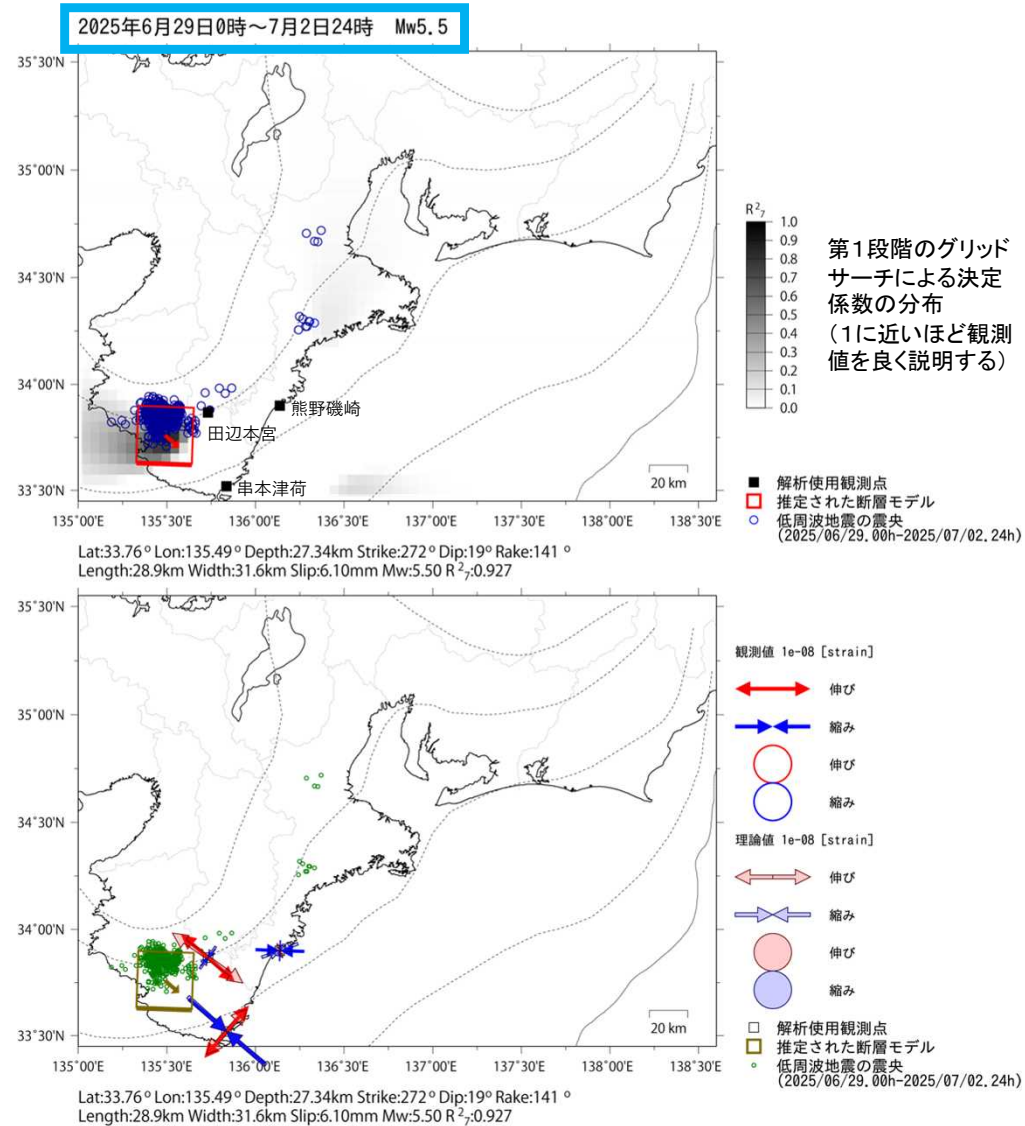 2025年6月29日0時～7月2日24時 Mw5.5
35°30'N
35°00'N
34°30'N
34°00'N
33°30'N
135°00'E
135°30'E
136°00'E
136°30'E
137°00'E
137°30'E
138°00'E
138°30'E
熊野磯崎
田辺本宮
串本津荷
20 km
R²₇
1.0
0.9
0.8
0.7
0.6
0.5
0.4
0.3
0.2
0.1
0.0
第１段階のグリッド
サーチによる決定
係数の分布
（１に近いほど観測
値を良く説明する）
解析使用観測点
推定された断層モデル
低周波地震の震央
(2025/06/29. 00h-2025/07/02. 24h)
Lat:33.76° Lon:135.49° Depth:27.34km Strike:272° Dip:19° Rake:141 °
Length:28.9km Width:31.6km Slip:6.10mm Mw:5.50 R²₇:0.927
35°30'N
35°00'N
34°30'N
34°00'N
33°30'N
135°00'E
135°30'E
136°00'E
136°30'E
137°00'E
137°30'E
138°00'E
138°30'E
20 km
観測値 1e-08 [strain]
伸び
縮み
伸び
縮み
理論値 1e-08 [strain]
伸び
縮み
伸び
縮み
解析使用観測点
推定された断層モデル
低周波地震の震央
(2025/06/29. 00h-2025/07/02. 24h)
Lat:33.76° Lon:135.49° Depth:27.34km Strike:272° Dip:19° Rake:141 °
Length:28.9km Width:31.6km Slip:6.10mm Mw:5.50 R²₇:0.927